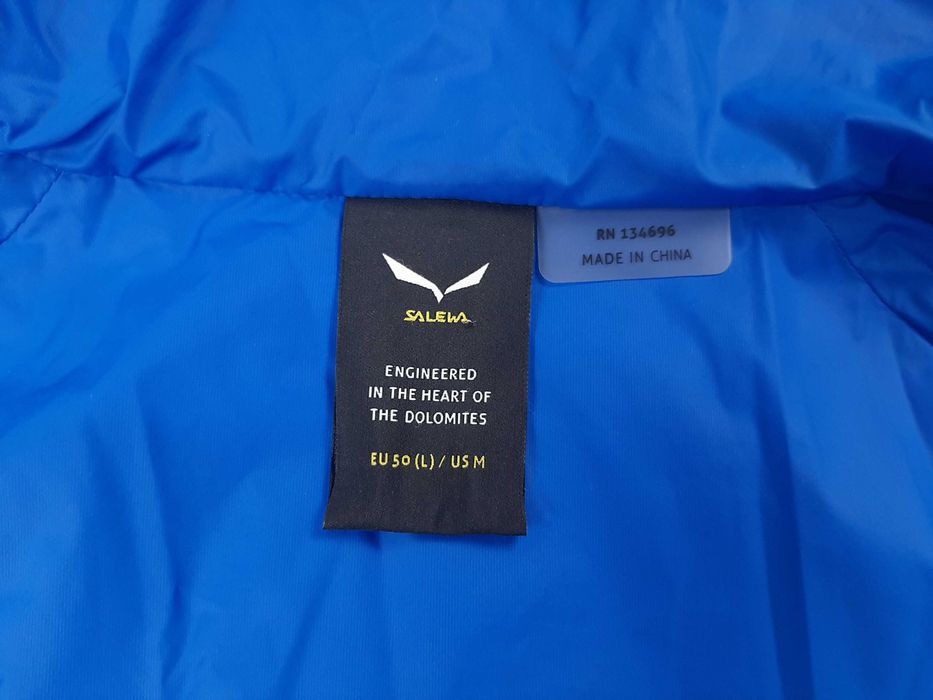 SALEWA
ENGINEERED
IN THE HEART OF
THE DOLOMITES
EU 50 (L) / US M
RN 134696
MADE IN CHINA